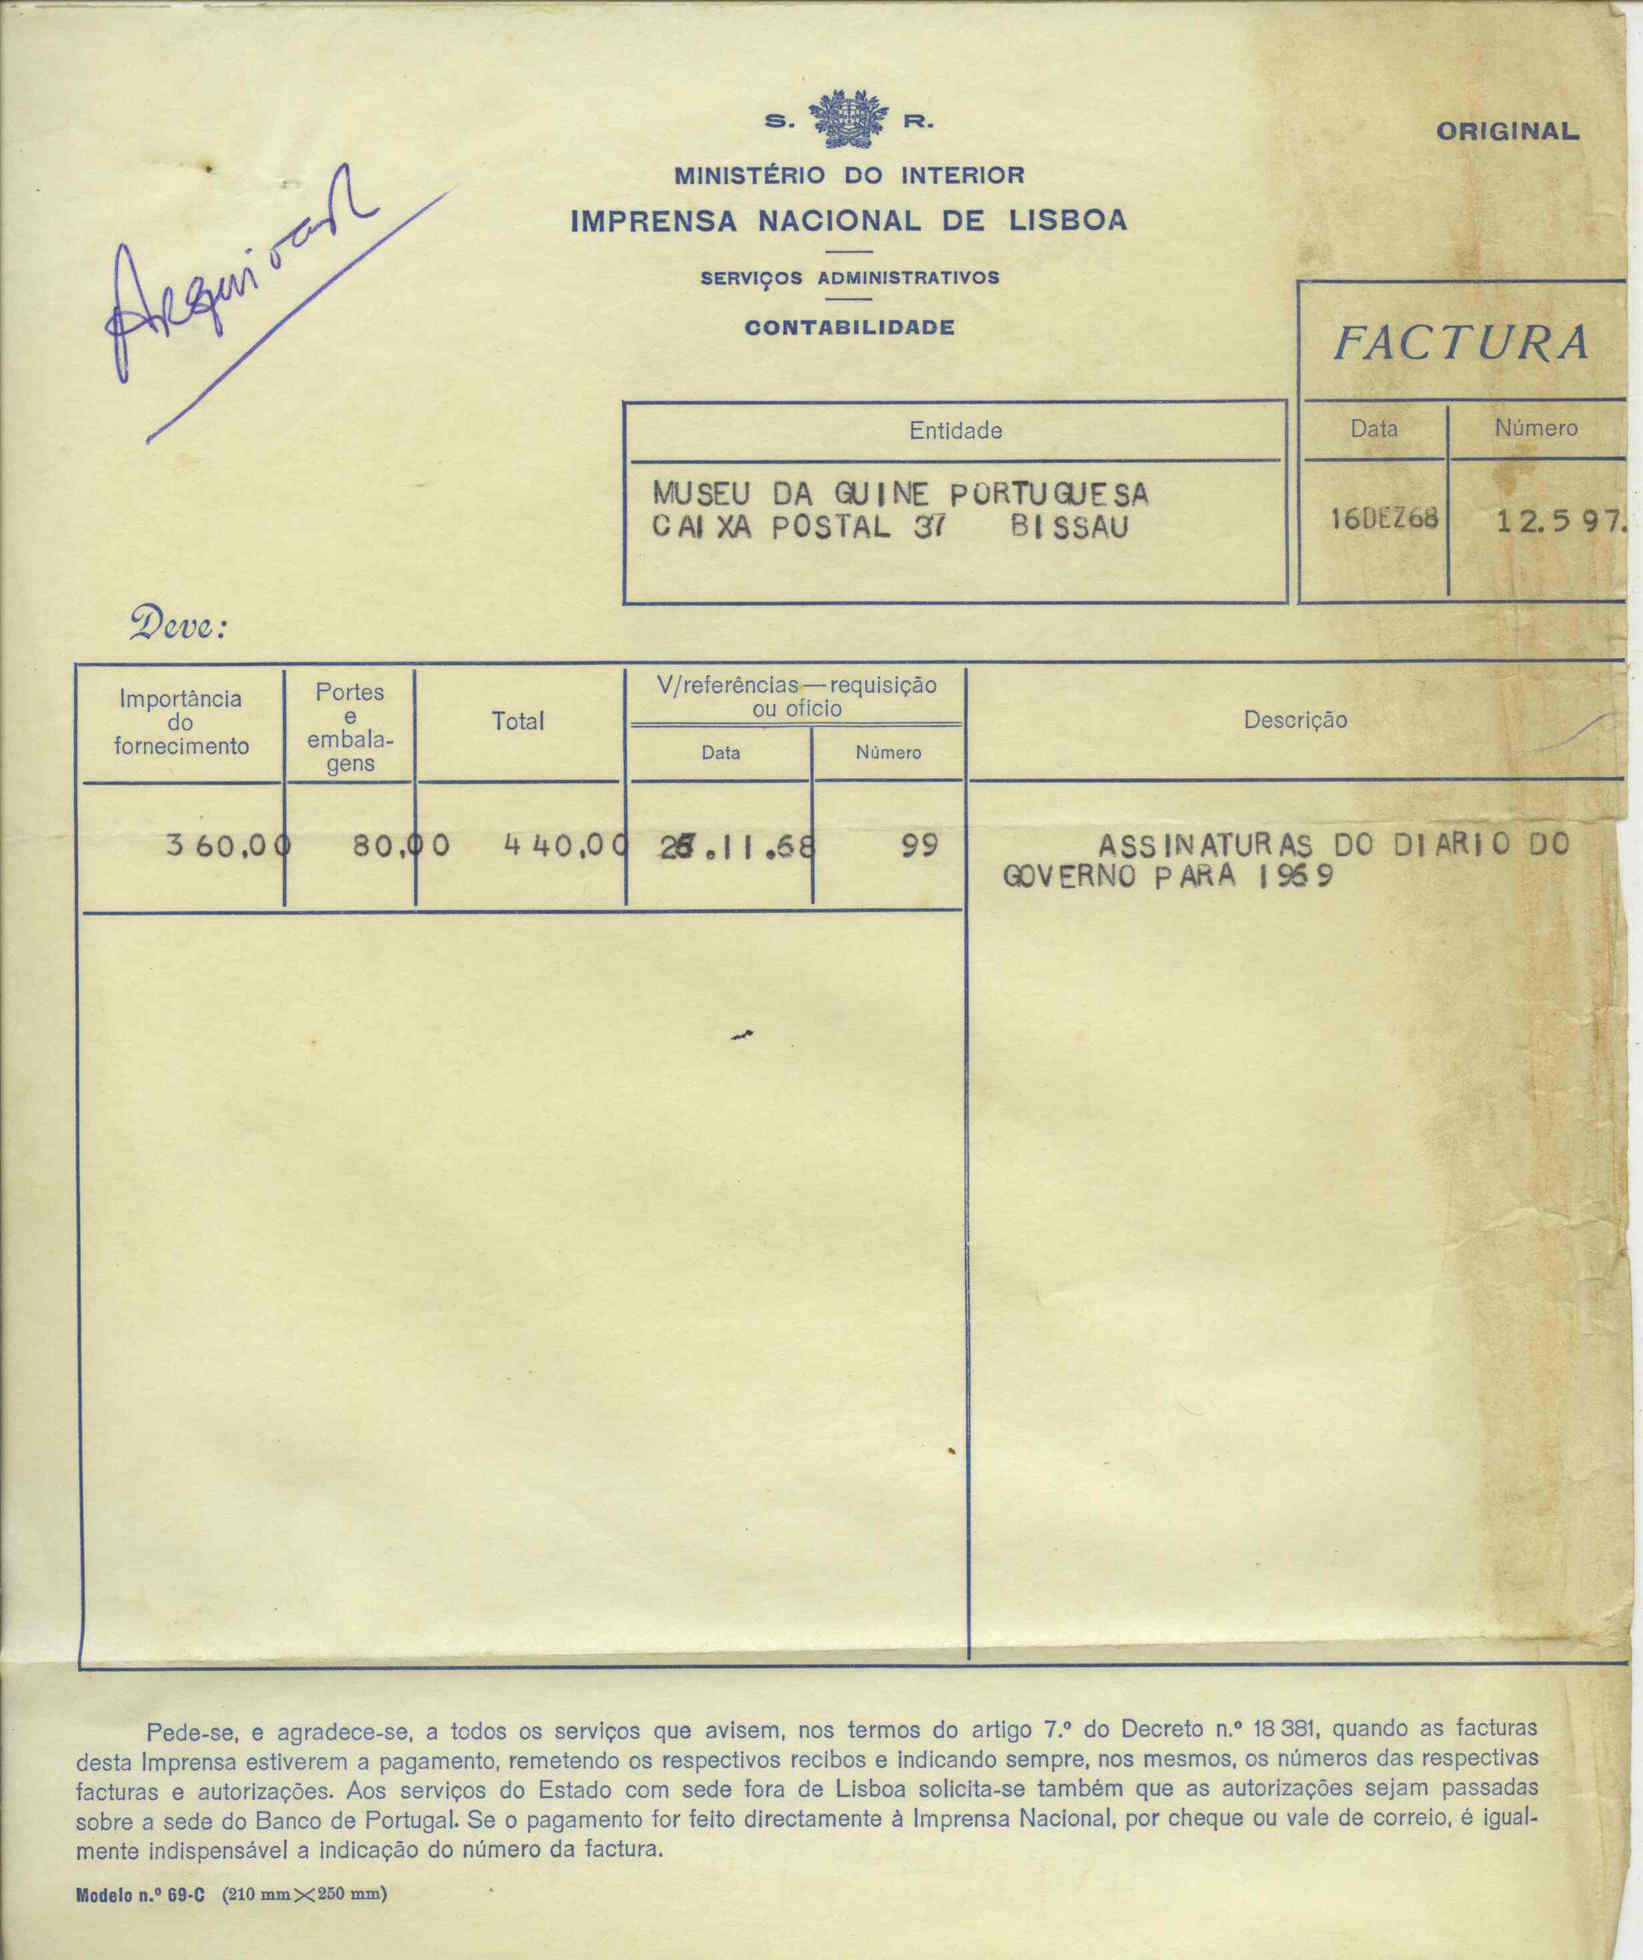 S. R.
ORIGINAL
MINISTÉRIO DO INTERIOR
IMPRENSA NACIONAL DE LISBOA
SERVIÇOS ADMINISTRATIVOS
CONTABILIDADE
Arquivar
FACTURA
Entidade
Data Número
MUSEU DA GUINE PORTUGUESA
CAIXA POSTAL 37 BISSAU
16DEZ68 12.597.
Deve:
Importância
do
fornecimento
Portes
e
embala-
gens
Total
V/referências — requisição
ou ofício
Data Número
Descrição
360,00 80,00 440,00 .11.68 99 ASSINATURAS DO DIARIO DO
GOVERNO PARA 1969
Pede-se, e agradece-se, a todos os serviços que avisem, nos termos do artigo 7.º do Decreto n.º 18 381, quando as facturas
desta Imprensa estiverem a pagamento, remetendo os respectivos recibos e indicando sempre, nos mesmos, os números das respectivas
facturas e autorizações. Aos serviços do Estado com sede fora de Lisboa solicita-se também que as autorizações sejam passadas
sobre a sede do Banco de Portugal. Se o pagamento for feito directamente à Imprensa Nacional, por cheque ou vale de correio, é igual-
mente indispensável a indicação do número da factura.
Modelo n.º 69-C (210 mm×250 mm)